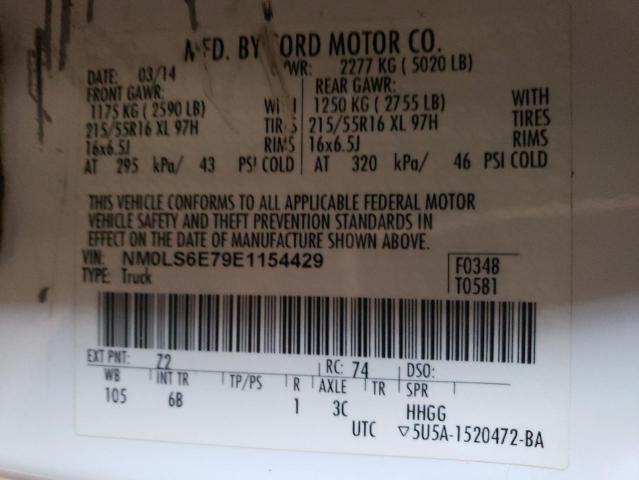 BY FORD MOTOR CO.
DATE: 03/14 GVWR: 2277 KG ( 5020 LB)
FRONT GAWR: REAR GAWR:
1175 KG ( 2590 LB) WITH 1250 KG ( 2755 LB) WITH
215/55R16 XL 97H TIRES 215/55R16 XL 97H TIRES
16x6.5J RIMS 16x6.5J RIMS
AT 295 kPa/ 43 PSI COLD AT 320 kPa/ 46 PSI COLD
THIS VEHICLE CONFORMS TO ALL APPLICABLE FEDERAL MOTOR
VEHICLE SAFETY AND THEFT PREVENTION STANDARDS IN
EFFECT ON THE DATE OF MANUFACTURE SHOWN ABOVE.
VIN: NM0LS6E79E1154429 F0348
TYPE: Truck T0581
EXT PNT: 72 RC: 74 DSO:
WB INT TR TP/PS R AXLE TR SPR
105 6B 1 3C HHGG
UTC ▽5U5A-1520472-BA